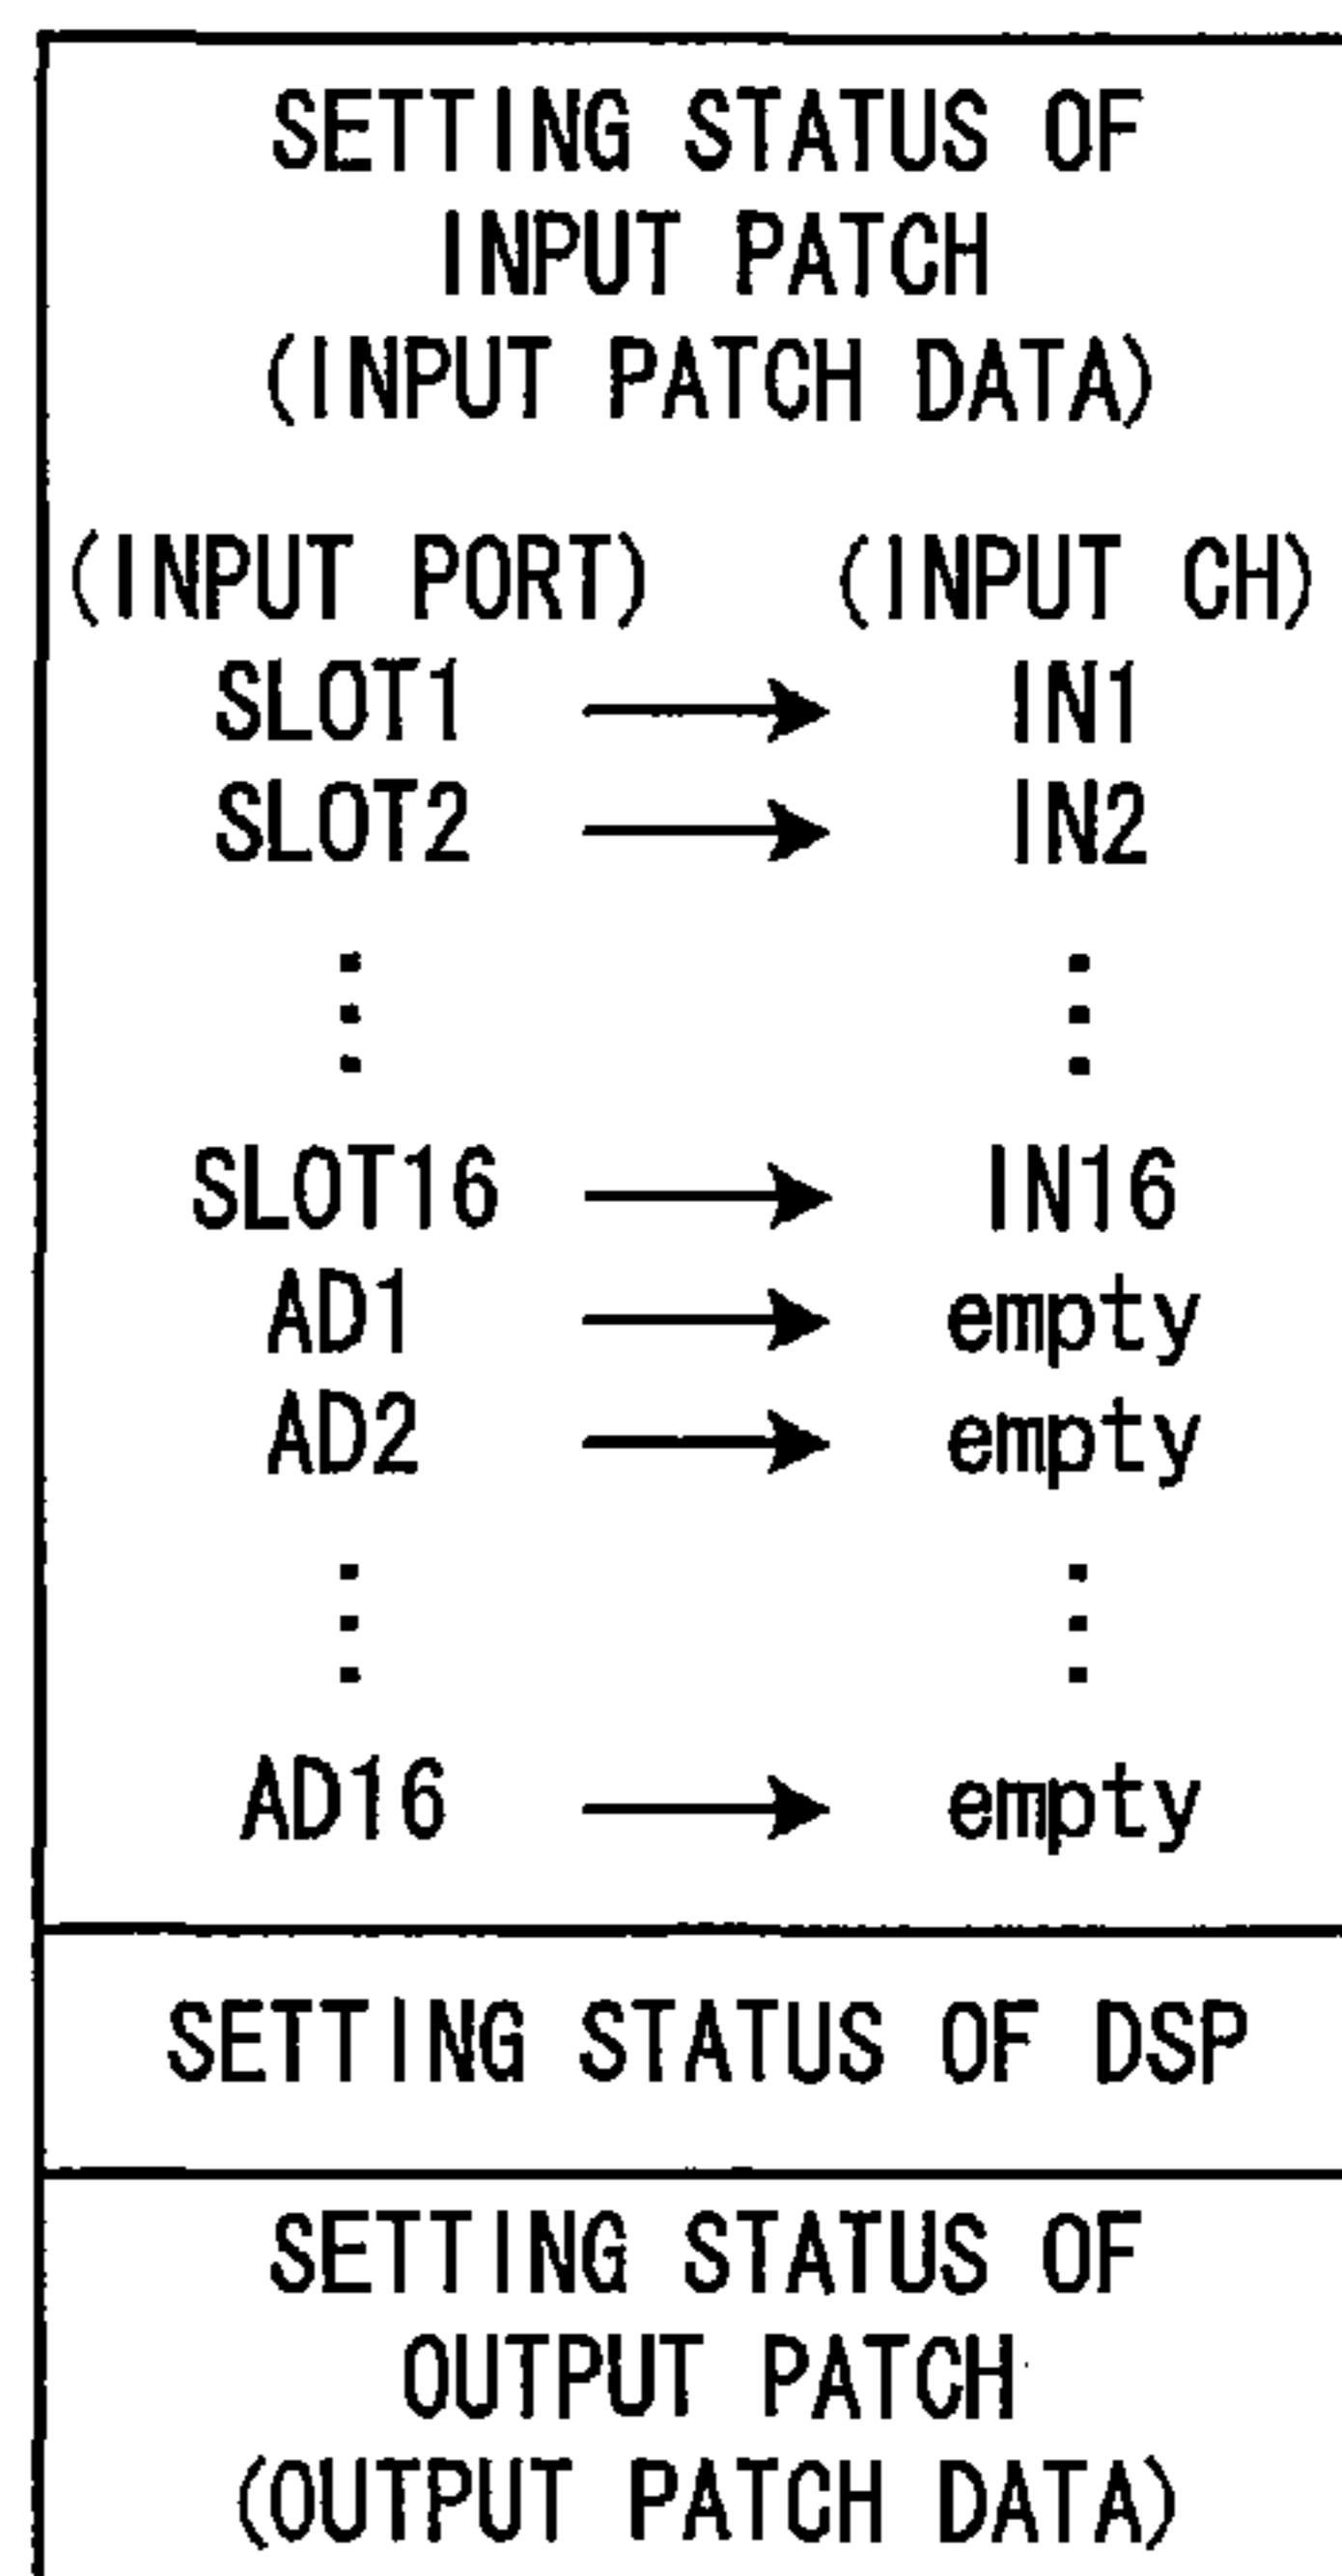 SETTING STATUS OF
INPUT PATCH
(INPUT PATCH DATA)
(INPUT PORT) (INPUT CH)
SLOT1 → IN1
SLOT2 → IN2
⋮ ⋮
SLOT16 → IN16
AD1 → empty
AD2 → empty
⋮ ⋮
AD16 → empty
SETTING STATUS OF DSP
SETTING STATUS OF
OUTPUT PATCH
(OUTPUT PATCH DATA)